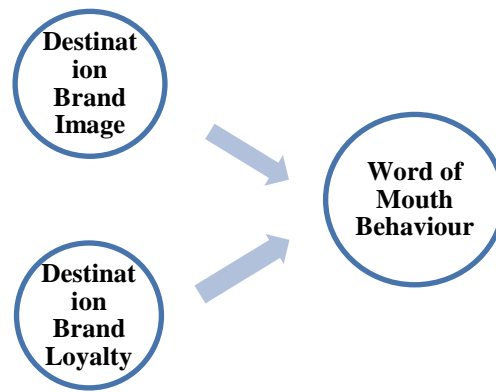 Destinat
ion
Brand
Image
Word of
Mouth
Behaviour
Destinat
ion
Brand
Loyalty